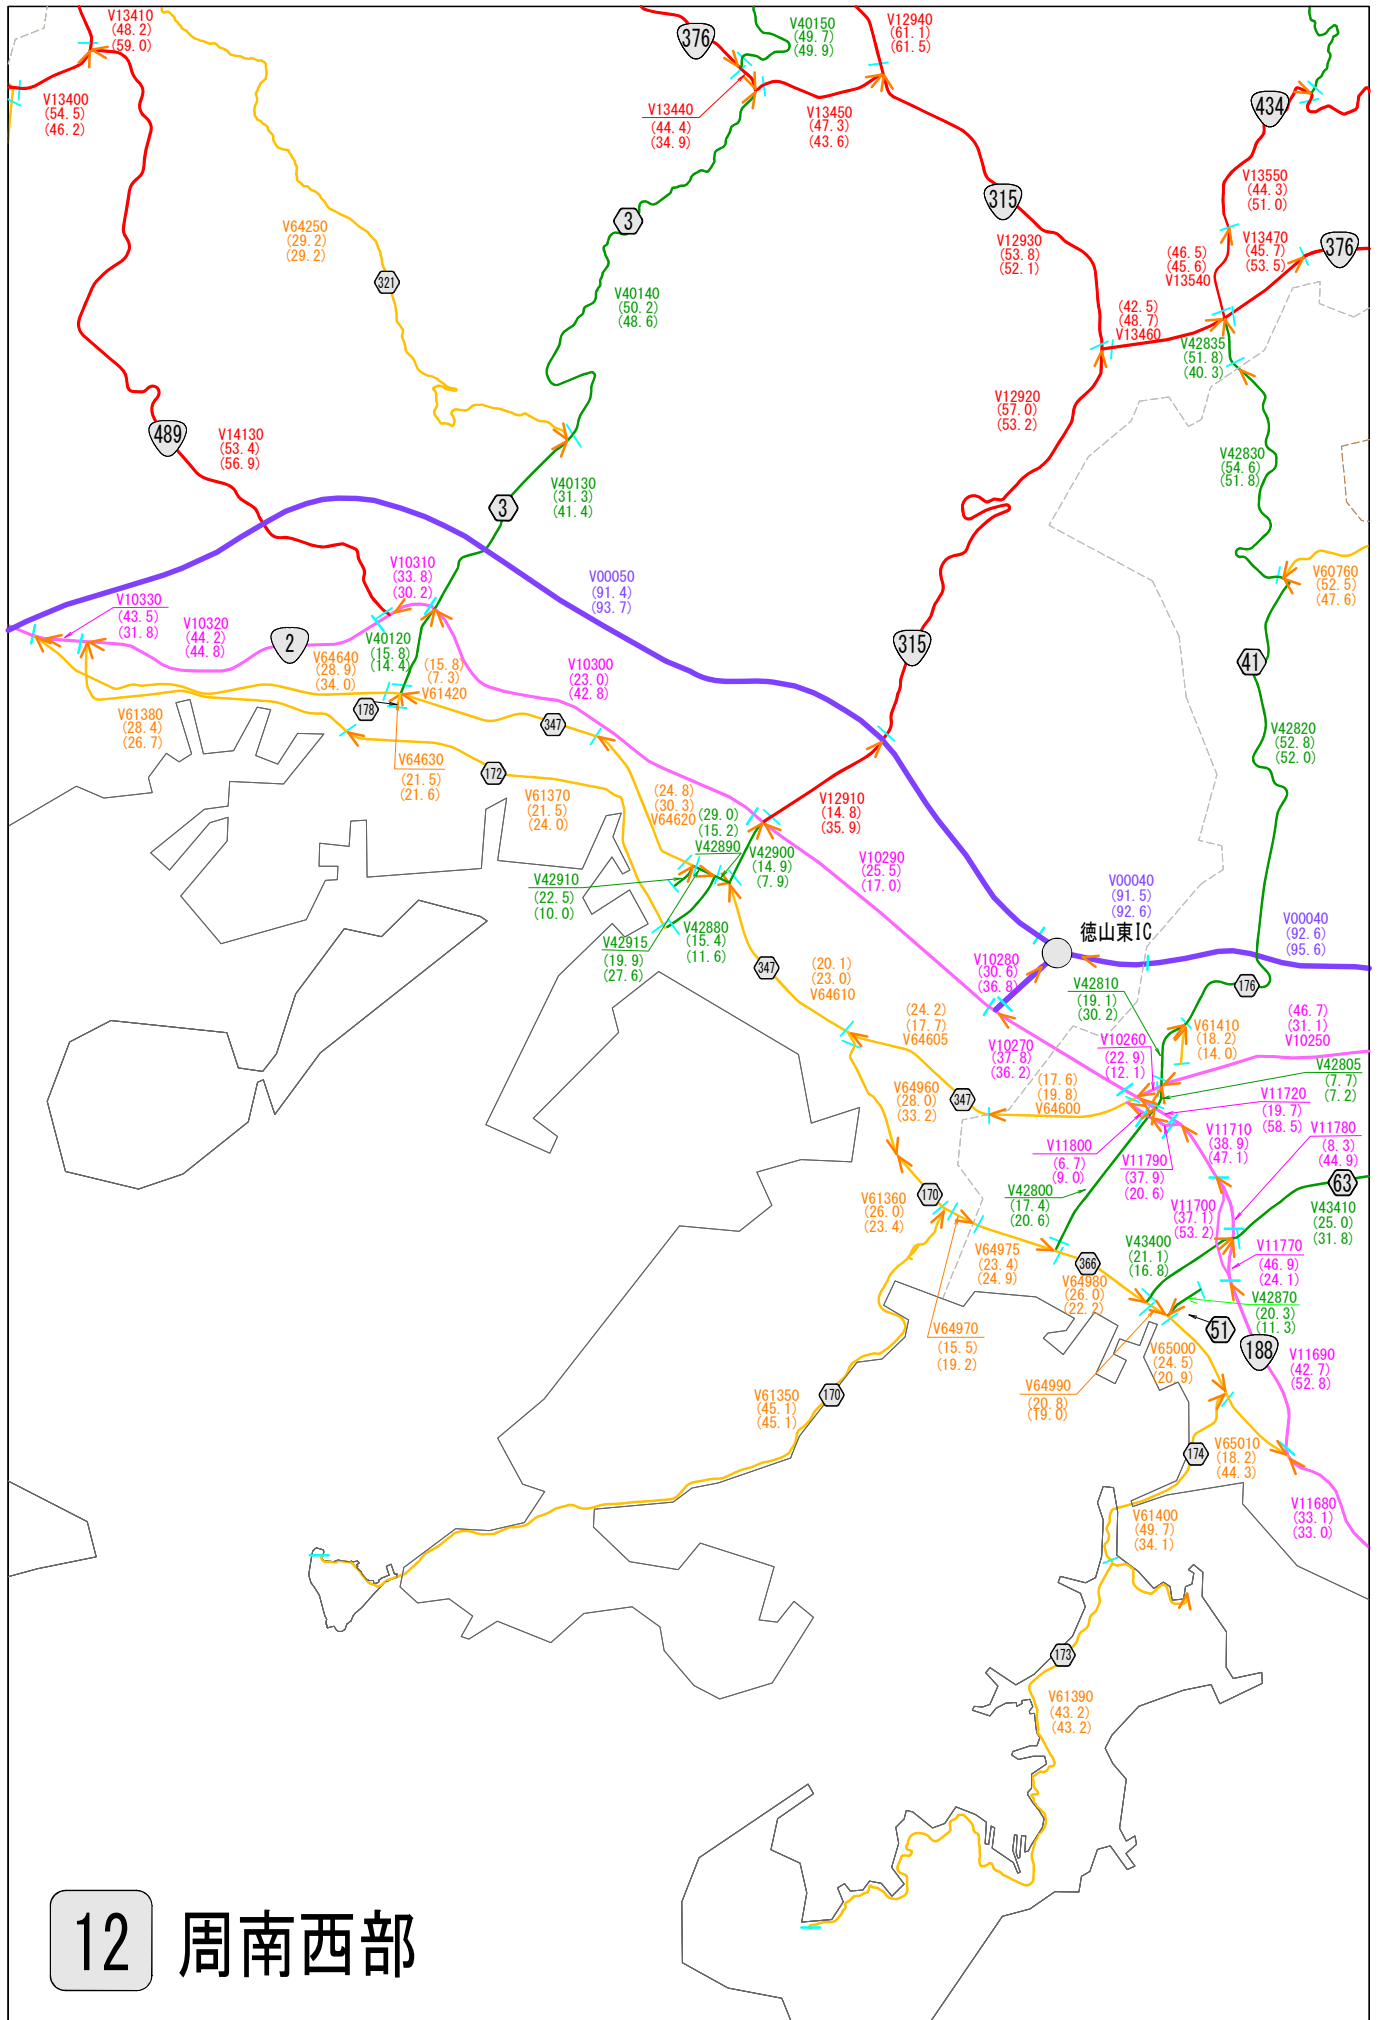 V13410
(48.2)
(59.0)
V13400
(54.5)
(46.2)
376
V40150
(49.7)
(49.9)
V12940
(61.1)
(61.5)
V13440
(44.4)
(34.9)
V13450
(47.3)
(43.6)
434
V13550
(44.3)
(51.0)
315
3
V64250
(29.2)
(29.2)
V12930
(53.8)
(52.1)
(46.5)
(45.6)
V13540
V13470
(45.7)
(53.5)
376
321
V40140
(50.2)
(48.6)
(42.5)
(48.7)
V13460
V42835
(51.8)
(40.3)
V12920
(57.0)
(53.2)
489
V14130
(53.4)
(56.9)
V40130
(31.3)
(41.4)
V42830
(54.6)
(51.8)
3
V10310
(33.8)
(30.2)
V00050
(91.4)
(93.7)
V60760
(52.5)
(47.6)
V10330
(43.5)
(31.8)
V10320
(44.2)
(44.8)
2
V40120
(15.8)
(14.4)
V64640
(28.9)
(34.0)
(15.8)
(7.3)
V61420
V10300
(23.0)
(42.8)
315
41
178
347
V61380
(28.4)
(26.7)
V64630
(21.5)
(21.6)
172
V61370
(21.5)
(24.0)
V42820
(52.8)
(52.0)
(24.8)
(30.3)
V64620
(29.0)
(15.2)
V42890
V12910
(14.8)
(35.9)
V42900
(14.9)
(7.9)
V10290
(25.5)
(17.0)
V42910
(22.5)
(10.0)
V42915
(19.9)
(27.6)
V42880
(15.4)
(11.6)
V00040
(91.5)
(92.6)
徳山東IC
V00040
(92.6)
(95.6)
347
(20.1)
(23.0)
V64610
V10280
(30.6)
(36.8)
V42810
(19.1)
(30.2)
176
(24.2)
(17.7)
V64605
V10270
(37.8)
(36.2)
V10260
(22.9)
(12.1)
V61410
(18.2)
(14.0)
(46.7)
(31.1)
V10250
V42805
(7.7)
(7.2)
V64960
(28.0)
(33.2)
347
(17.6)
(19.8)
V64600
V11720
(19.7)
(58.5)
V11710
(38.9)
(47.1)
V11780
(8.3)
(44.9)
V11800
(6.7)
(9.0)
V11790
(37.9)
(20.6)
63
V61360
(26.0)
(23.4)
170
V42800
(17.4)
(20.6)
V11700
(37.1)
(53.2)
V43410
(25.0)
(31.8)
V64975
(23.4)
(24.9)
366
V43400
(21.1)
(16.8)
V11770
(46.9)
(24.1)
V64980
(26.0)
(22.2)
V42870
(20.3)
(11.3)
V64970
(15.5)
(19.2)
51
188
V65000
(24.5)
(20.9)
V11690
(42.7)
(52.8)
V64990
(20.8)
(19.0)
V61350
(45.1)
(45.1)
170
174
V65010
(18.2)
(44.3)
V61400
(49.7)
(34.1)
V11680
(33.1)
(33.0)
173
V61390
(43.2)
(43.2)
12 周南西部